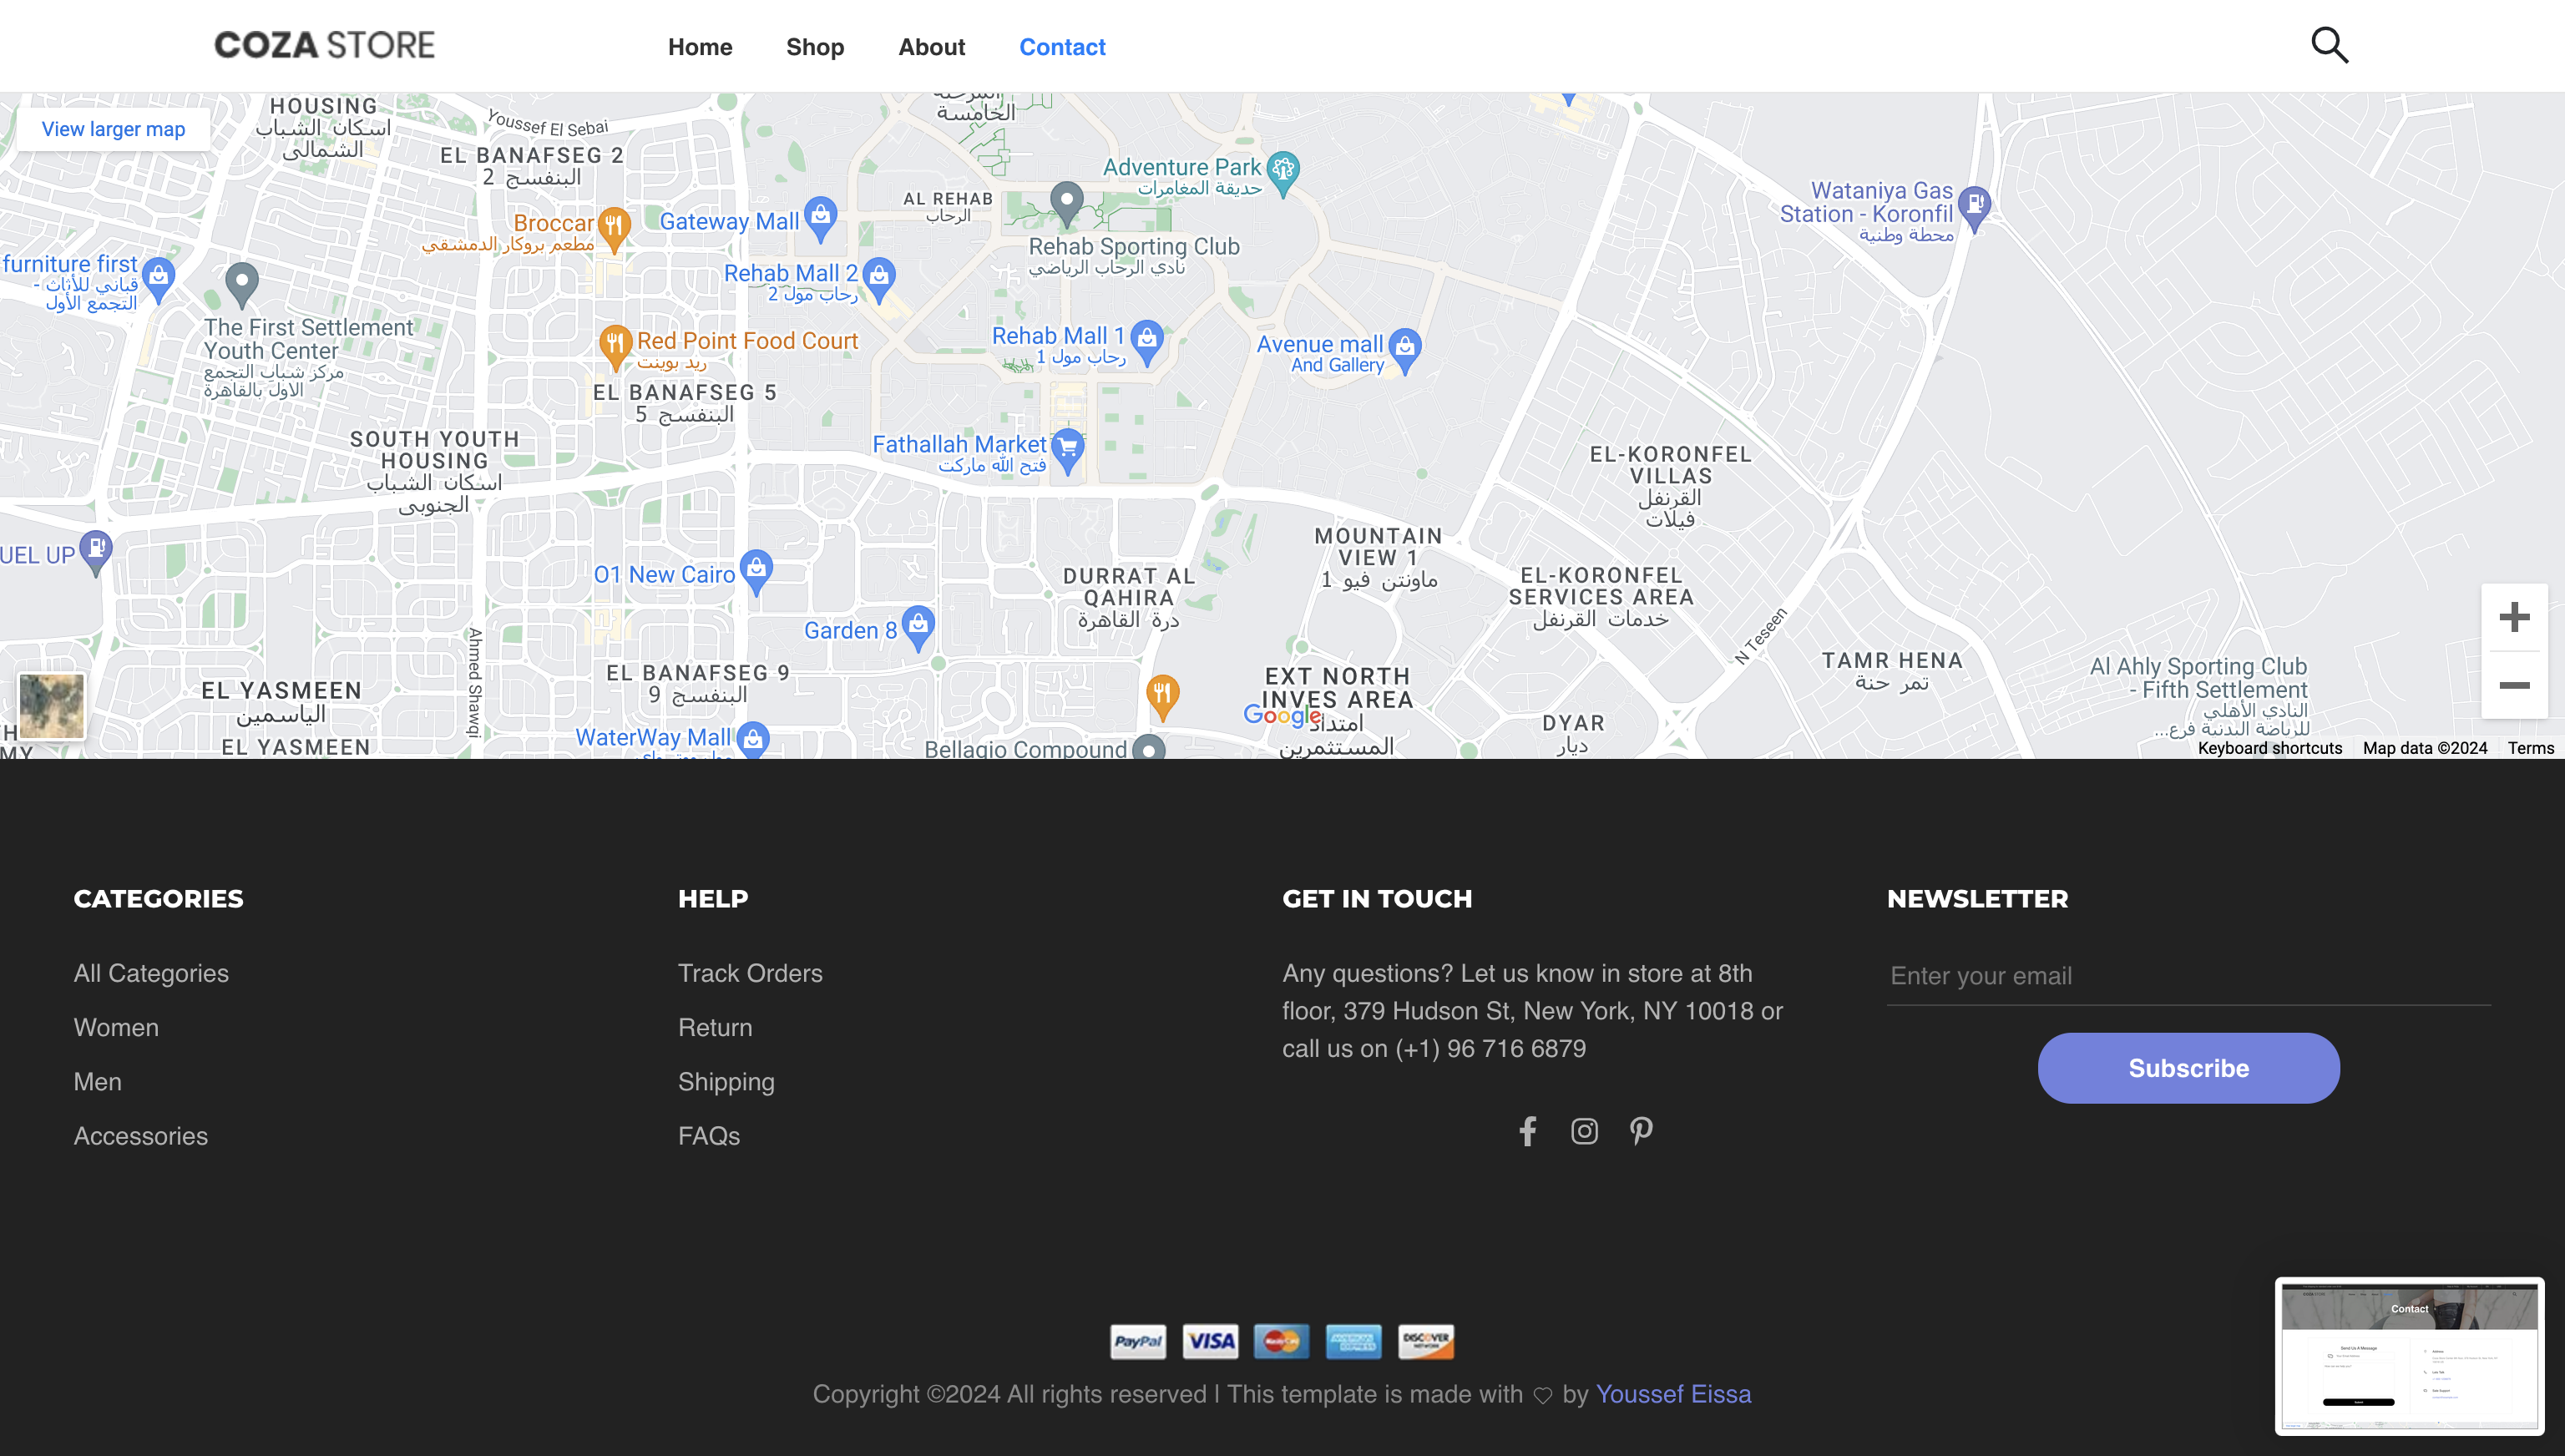 COZA STORE
Home
Shop
About
Contact
View larger map
HOUSING
اسكان الشباب
الشمالى
Youssef El Sebai
الخامسة
EL BANAFSEG 2
البنفسج 2
Adventure Park
حديقة المغامرات
AL REHAB
الرحاب
Wataniya Gas
Station - Koronfil
محطة وطنية
Broccar
مطعم بروكار الدمشقي
Gateway Mall
Rehab Sporting Club
نادي الرحاب الرياضي
furniture first
قباني للأثاث -
التجمع الأول
Rehab Mall 2
رحاب مول 2
The First Settlement
Youth Center
مركز شباب التجمع
الاول بالقاهرة
Red Point Food Court
ريد بوينت
Rehab Mall 1
رحاب مول 1
Avenue mall
And Gallery
EL BANAFSEG 5
البنفسج 5
SOUTH YOUTH
HOUSING
اسكان الشباب
الجنوبى
Fathallah Market
فتح الله ماركت
EL-KORONFEL
VILLAS
القرنفل
فيلات
UEL UP
MOUNTAIN
VIEW 1
ماونتن فيو 1
O1 New Cairo
DURRAT AL
QAHIRA
درة القاهرة
EL-KORONFEL
SERVICES AREA
خدمات القرنفل
Garden 8
N Teseen
Ahmed Shawqi
EL BANAFSEG 9
البنفسج 9
EXT NORTH
INVES AREA
امتداد
المستثمرين
Google
TAMR HENA
تمر حنة
Al Ahly Sporting Club
- Fifth Settlement
النادي الأهلي
للرياضة البدنية فرع...
EL YASMEEN
الياسمين
EL YASMEEN
MY
DYAR
ديار
WaterWay Mall
Bellagio Compound
Keyboard shortcuts
Map data ©2024
Terms
CATEGORIES
All Categories
Women
Men
Accessories
HELP
Track Orders
Return
Shipping
FAQs
GET IN TOUCH
Any questions? Let us know in store at 8th
floor, 379 Hudson St, New York, NY 10018 or
call us on (+1) 96 716 6879
NEWSLETTER
Enter your email
Subscribe
PayPal
VISA
MasterCard
AMERICAN EXPRESS
DISCOVER
NETWORK
Copyright ©2024 All rights reserved | This template is made with ♡ by Youssef Eissa
Contact
Send Us A Message